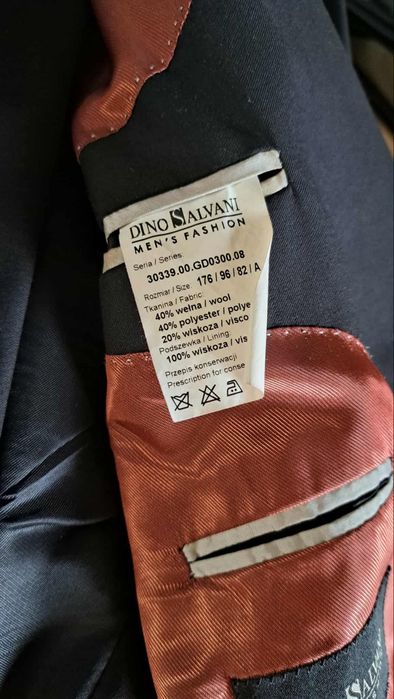 DINO SALVANI
MEN'S FASHION
Seria / Series:
30339.00.GD0300.08
Rozmiar / Size: 176 / 96 / 82 / A
Tkanina / Fabric:
40% wełna / wool
40% polyester / polye
20% wiskoza / visco
Podszewka / Lining:
100% wiskoza / vis
Przepis konserwacji
Prescription for conse